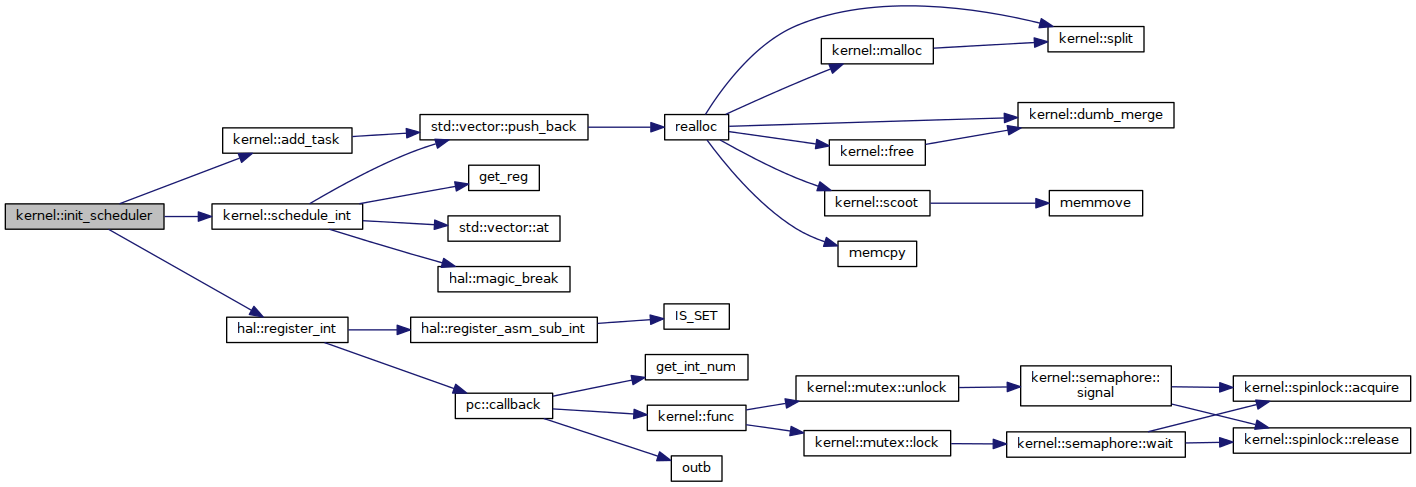 kernel::init_scheduler
kernel::add_task
kernel::schedule_int
hal::register_int
std::vector::push_back
get_reg
std::vector::at
hal::magic_break
hal::register_asm_sub_int
pc::callback
realloc
IS_SET
get_int_num
kernel::func
outb
kernel::malloc
kernel::free
kernel::scoot
memcpy
kernel::mutex::unlock
kernel::mutex::lock
kernel::split
kernel::dumb_merge
memmove
kernel::semaphore::
signal
kernel::semaphore::wait
kernel::spinlock::acquire
kernel::spinlock::release